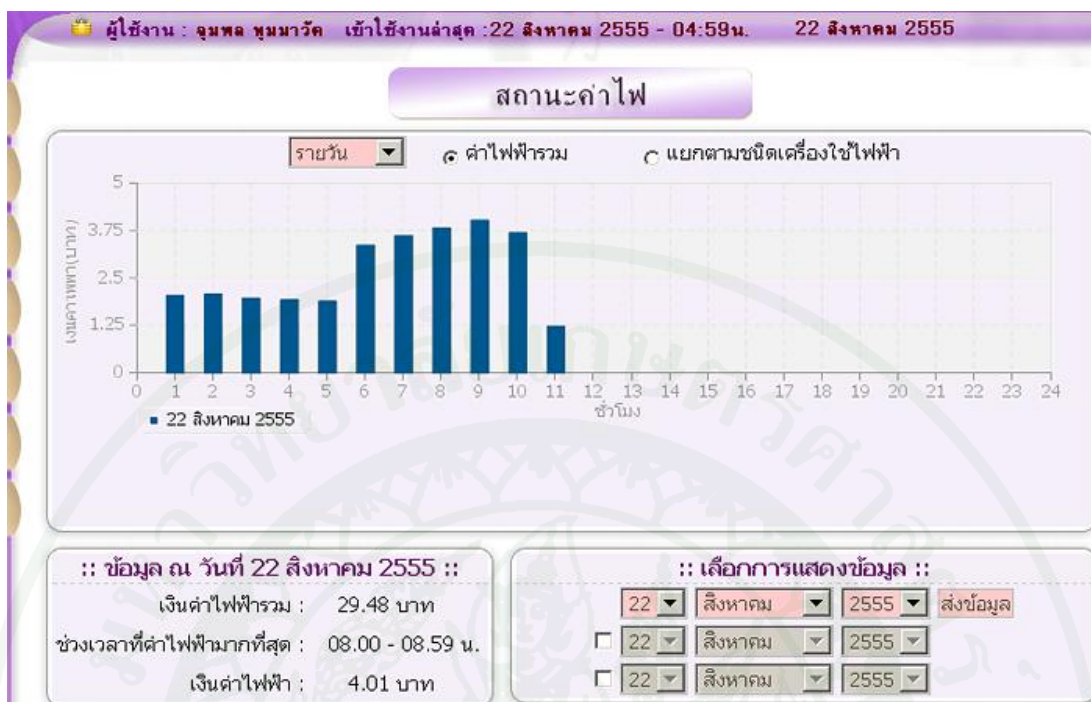 ผู้ใช้งาน : จุมพล พุมมาวัค เข้าใช้งานล่าสุด :22 สิงหาคม 2555 - 04:59น. 22 สิงหาคม 2555
สถานะค่าไฟ
รายวัน ค่าไฟฟ้ารวม แยกตามชนิดเครื่องใช้ไฟฟ้า
5
3.75
2.5
1.25
0
เงินค่าไฟฟ้า(บาท)
0 1 2 3 4 5 6 7 8 9 10 11 12 13 14 15 16 17 18 19 20 21 22 23 24
ชั่วโมง
22 สิงหาคม 2555
:: ข้อมูล ณ วันที่ 22 สิงหาคม 2555 ::
เงินค่าไฟฟ้ารวม : 29.48 บาท
ช่วงเวลาที่ค่าไฟฟ้ามากที่สุด : 08.00 - 08.59 น.
เงินค่าไฟฟ้า : 4.01 บาท
:: เลือกการแสดงข้อมูล ::
22 สิงหาคม 2555 ส่งข้อมูล
22 สิงหาคม 2555
22 สิงหาคม 2555